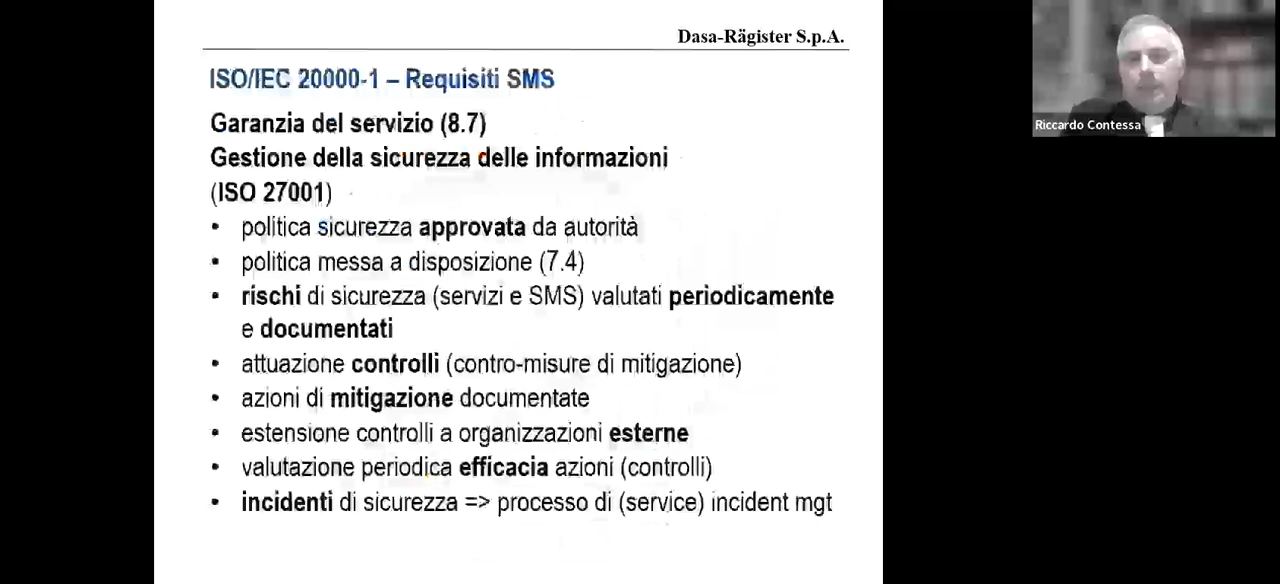 Dasa-Rägister S.p.A.
ISO/IEC 20000-1 – Requisiti SMS
Garanzia del servizio (8.7)
Gestione della sicurezza delle informazioni
(ISO 27001)
• politica sicurezza approvata da autorità
• politica messa a disposizione (7.4)
• rischi di sicurezza (servizi e SMS) valutati periodicamente
e documentati
• attuazione controlli (contro-misure di mitigazione)
• azioni di mitigazione documentate
• estensione controlli a organizzazioni esterne
• valutazione periodica efficacia azioni (controlli)
• incidenti di sicurezza => processo di (service) incident mgt
Riccardo Contessa